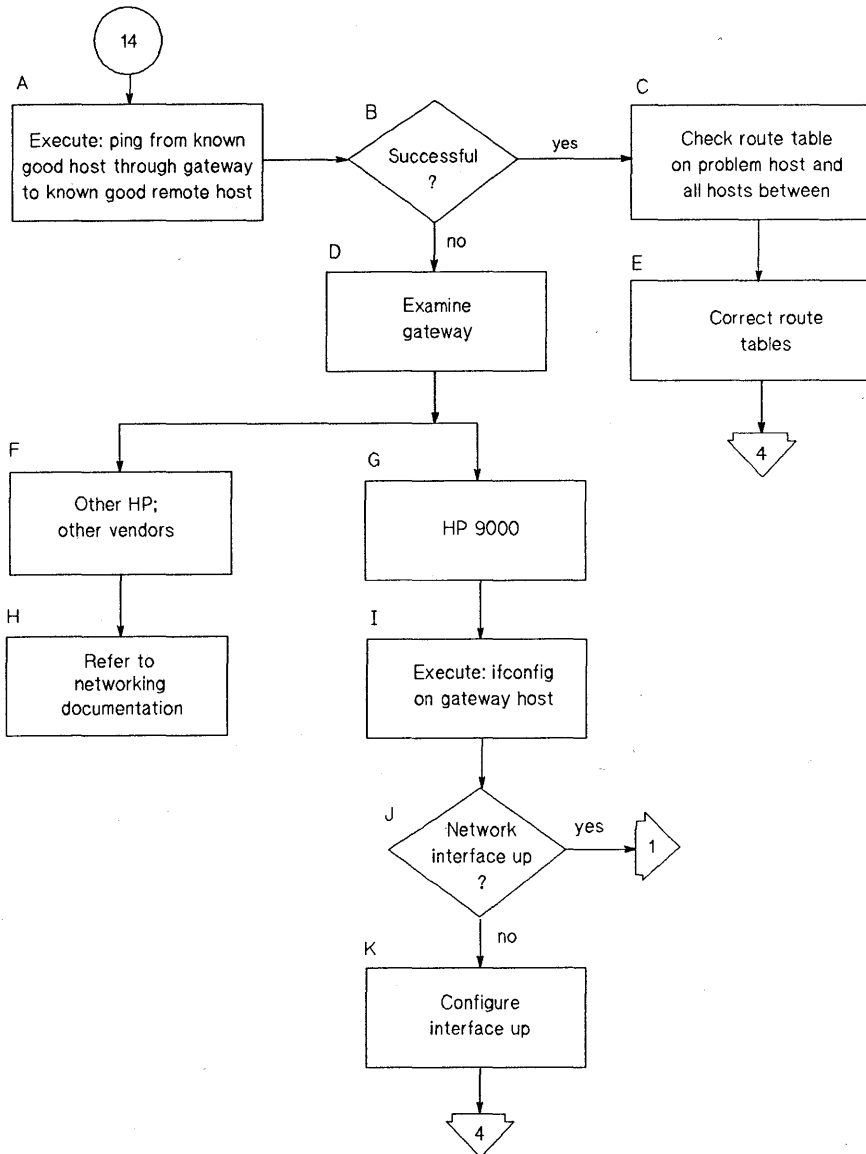 14
A
Execute: ping from known
good host through gateway
to known good remote host
B
Successful
?
yes
no
C
Check route table
on problem host and
all hosts between
D
Examine
gateway
E
Correct route
tables
4
F
Other HP;
other vendors
G
HP 9000
H
Refer to
networking
documentation
I
Execute: ifconfig
on gateway host
J
Network
interface up
?
yes
1
no
K
Configure
interface up
4